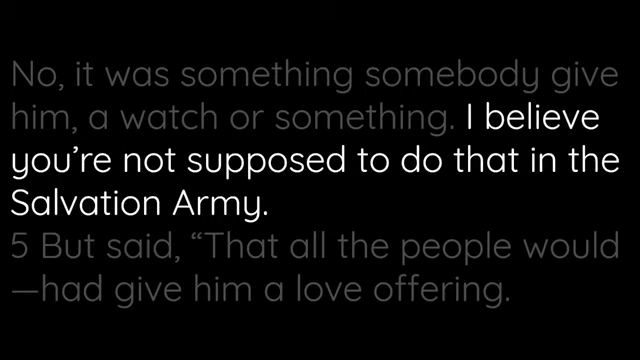 No, it was something somebody give
him, a watch or something. I believe
you’re not supposed to do that in the
Salvation Army.
5 But said, “That all the people would
—had give him a love offering.